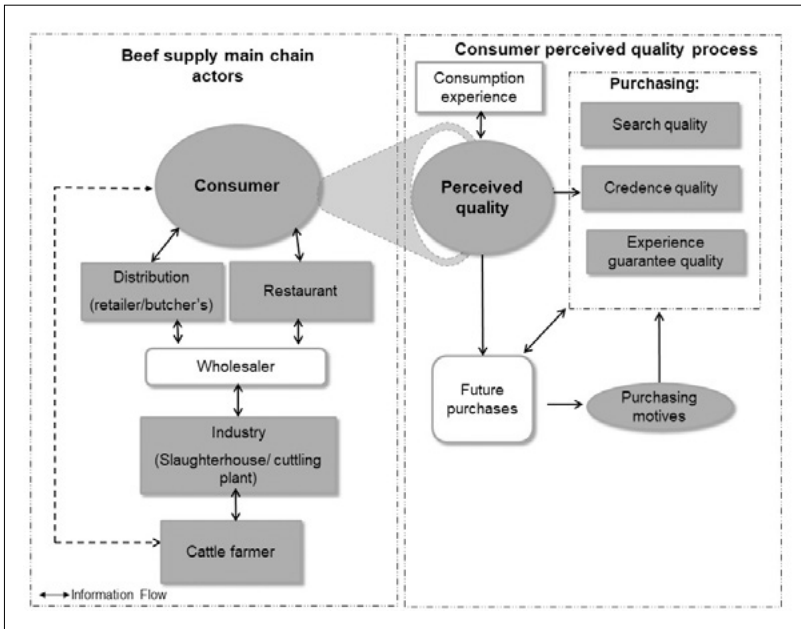 Beef supply main chain
actors
Consumer
Distribution
(retailer/butcher's)
Restaurant
Wholesaler
Industry
(Slaughterhouse/ cuttling
plant)
Cattle farmer
Information Flow
Consumer perceived quality process
Consumption
experience
Perceived
quality
Purchasing:
Search quality
Credence quality
Experience
guarantee quality
Future
purchases
Purchasing
motives